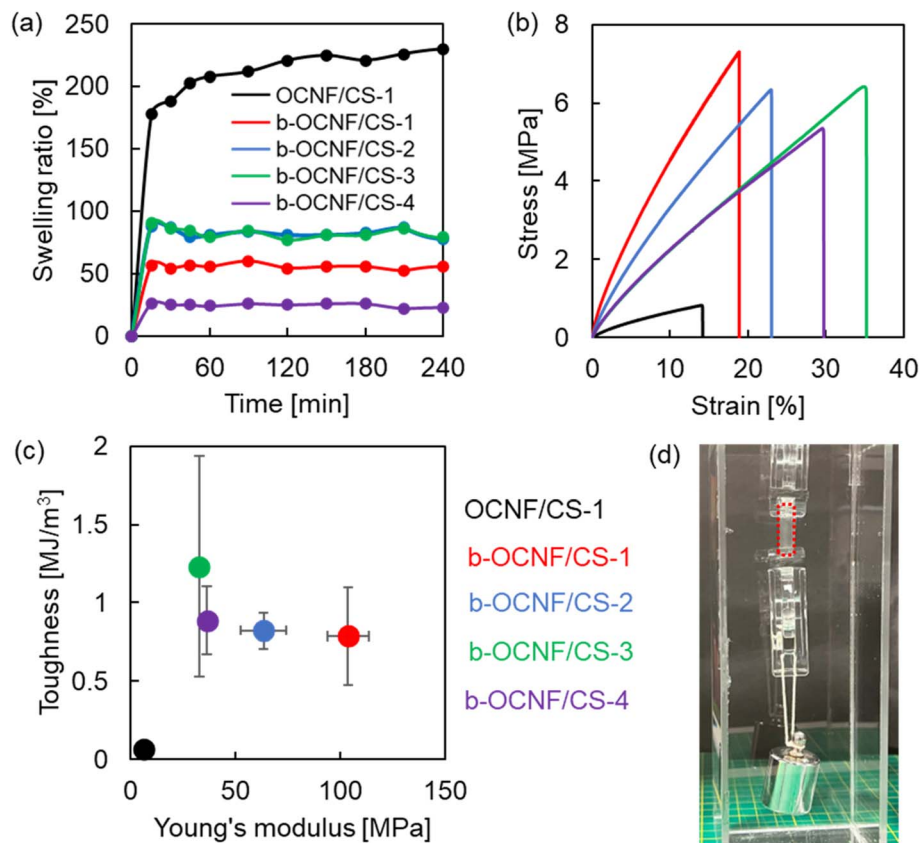 (a)
Swelling ratio [%]
250
200
150
100
50
0
0 60 120 180 240
Time [min]
OCNF/CS-1
b-OCNF/CS-1
b-OCNF/CS-2
b-OCNF/CS-3
b-OCNF/CS-4
(b)
Stress [MPa]
8
6
4
2
0
0 10 20 30 40
Strain [%]
(c)
Toughness [MJ/m³]
2
1.5
1
0.5
0
0 50 100 150
Young's modulus [MPa]
OCNF/CS-1
b-OCNF/CS-1
b-OCNF/CS-2
b-OCNF/CS-3
b-OCNF/CS-4
(d)